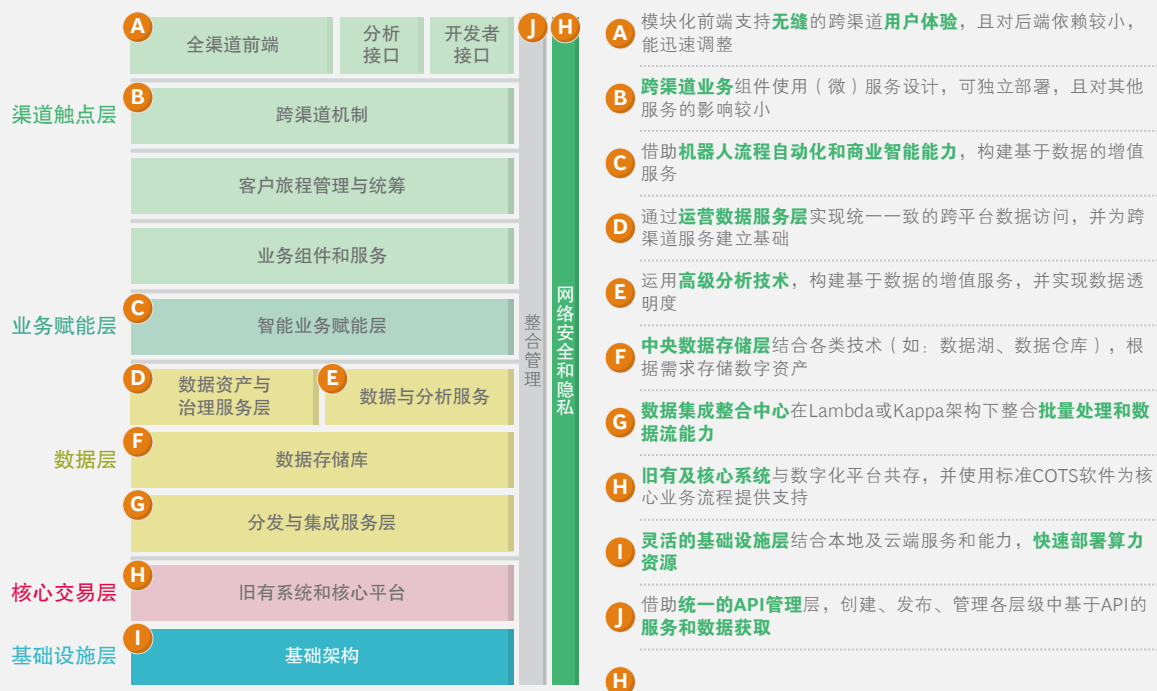 A
全渠道前端
分析
接口
开发者
接口
J
H
渠道触点层
B
跨渠道机制
客户旅程管理与统筹
业务组件和服务
业务赋能层
C
智能业务赋能层
D
数据资产与
治理服务层
E
数据与分析服务
数据层
F
数据存储库
G
分发与集成服务层
核心交易层
H
旧有系统和核心平台
基础设施层
I
基础架构
整合管理
网络安全和隐私
A
模块化前端支持无缝的跨渠道用户体验，且对后端依赖较小，
能迅速调整
B
跨渠道业务组件使用（微）服务设计，可独立部署，且对其他
服务的影响较小
C
借助机器人流程自动化和商业智能能力，构建基于数据的增值
服务
D
通过运营数据服务层实现统一一致的跨平台数据访问，并为跨
渠道服务建立基础
E
运用高级分析技术，构建基于数据的增值服务，并实现数据透
明度
F
中央数据存储层结合各类技术（如：数据湖、数据仓库），根
据需求存储数字资产
G
数据集成整合中心在Lambda或Kappa架构下整合批量处理和数
据流能力
H
旧有及核心系统与数字化平台共存，并使用标准COTS软件为核
心业务流程提供支持
I
灵活的基础设施层结合本地及云端服务和能力，快速部署算力
资源
J
借助统一的API管理层，创建、发布、管理各层级中基于API的
服务和数据获取
H